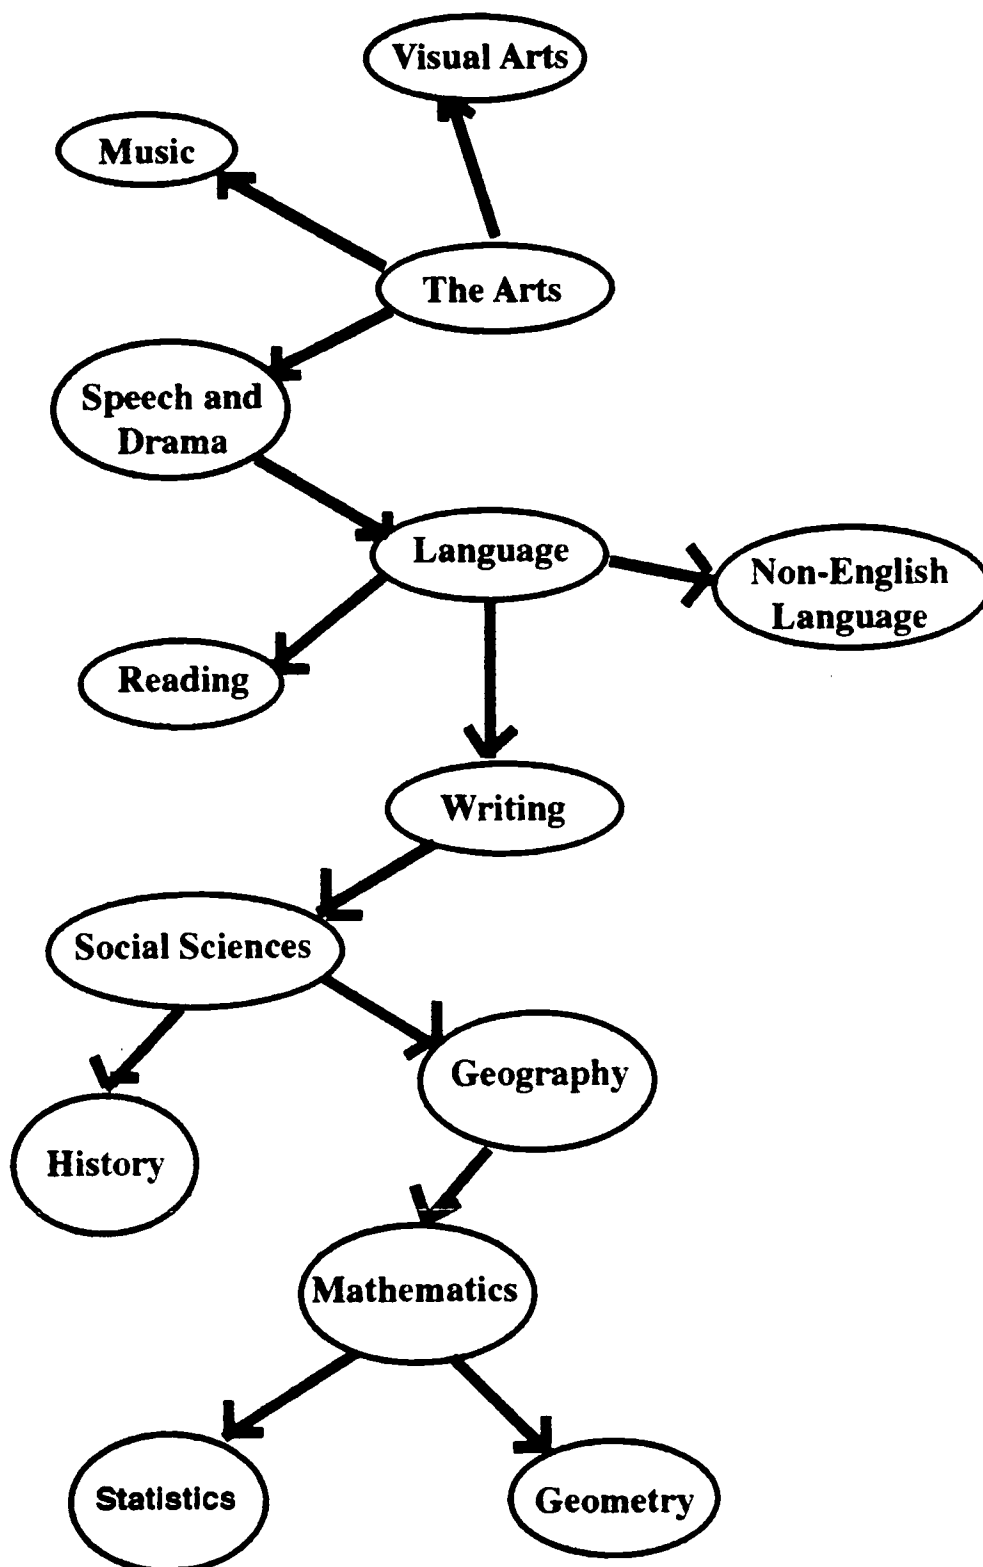 Visual Arts
Music
The Arts
Speech and
Drama
Language
Non-English
Language
Reading
Writing
Social Sciences
Geography
History
Mathematics
Statistics
Geometry